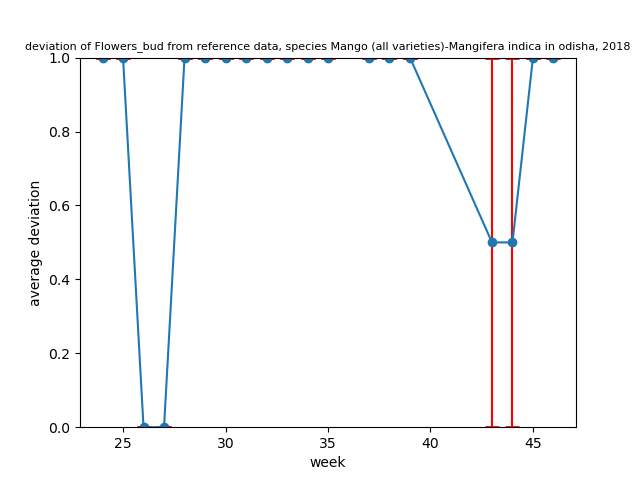 deviation of Flowers_bud from reference data, species Mango (all varieties)-Mangifera indica in odisha, 2018
1.0
0.8
0.6
0.4
0.2
0.0
average deviation
25 30 35 40 45
week